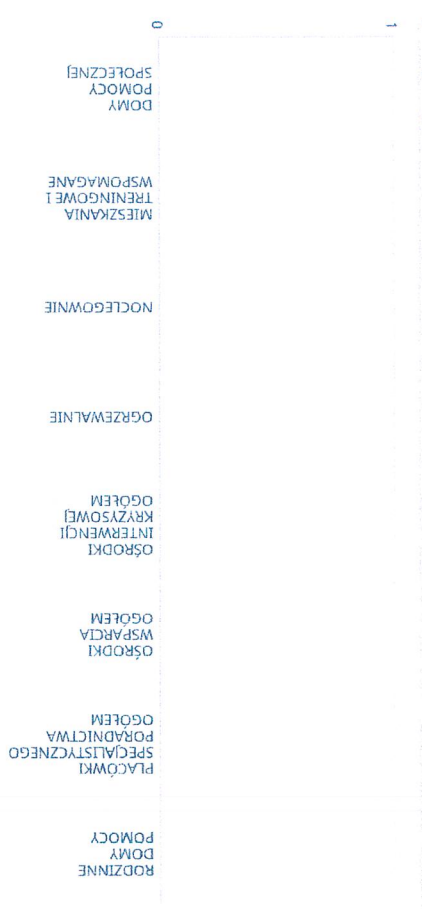 RODZINNE
DOMY
POMOCY
PLACÓWKI
SPECJALISTYCZNEGO
PORADNICTWA
OGÓŁEM
OŚRODKI
WSPARCIA
OGÓŁEM
OŚRODKI
INTERWENCJI
KRYZYSOWEJ
OGÓŁEM
OGRZEWALNIE
NOCLEGOWNIE
MIESZKANIA
TRENINGOWE I
WSPOMAGANE
DOMY
POMOCY
SPOŁECZNEJ
1
0